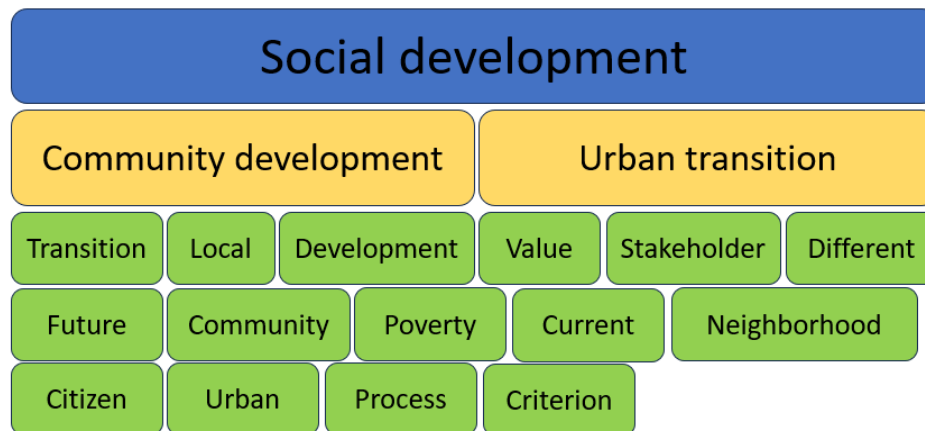 Social development
Community development Urban transition
Transition Local Development Value Stakeholder Different
Future Community Poverty Current Neighborhood
Citizen Urban Process Criterion